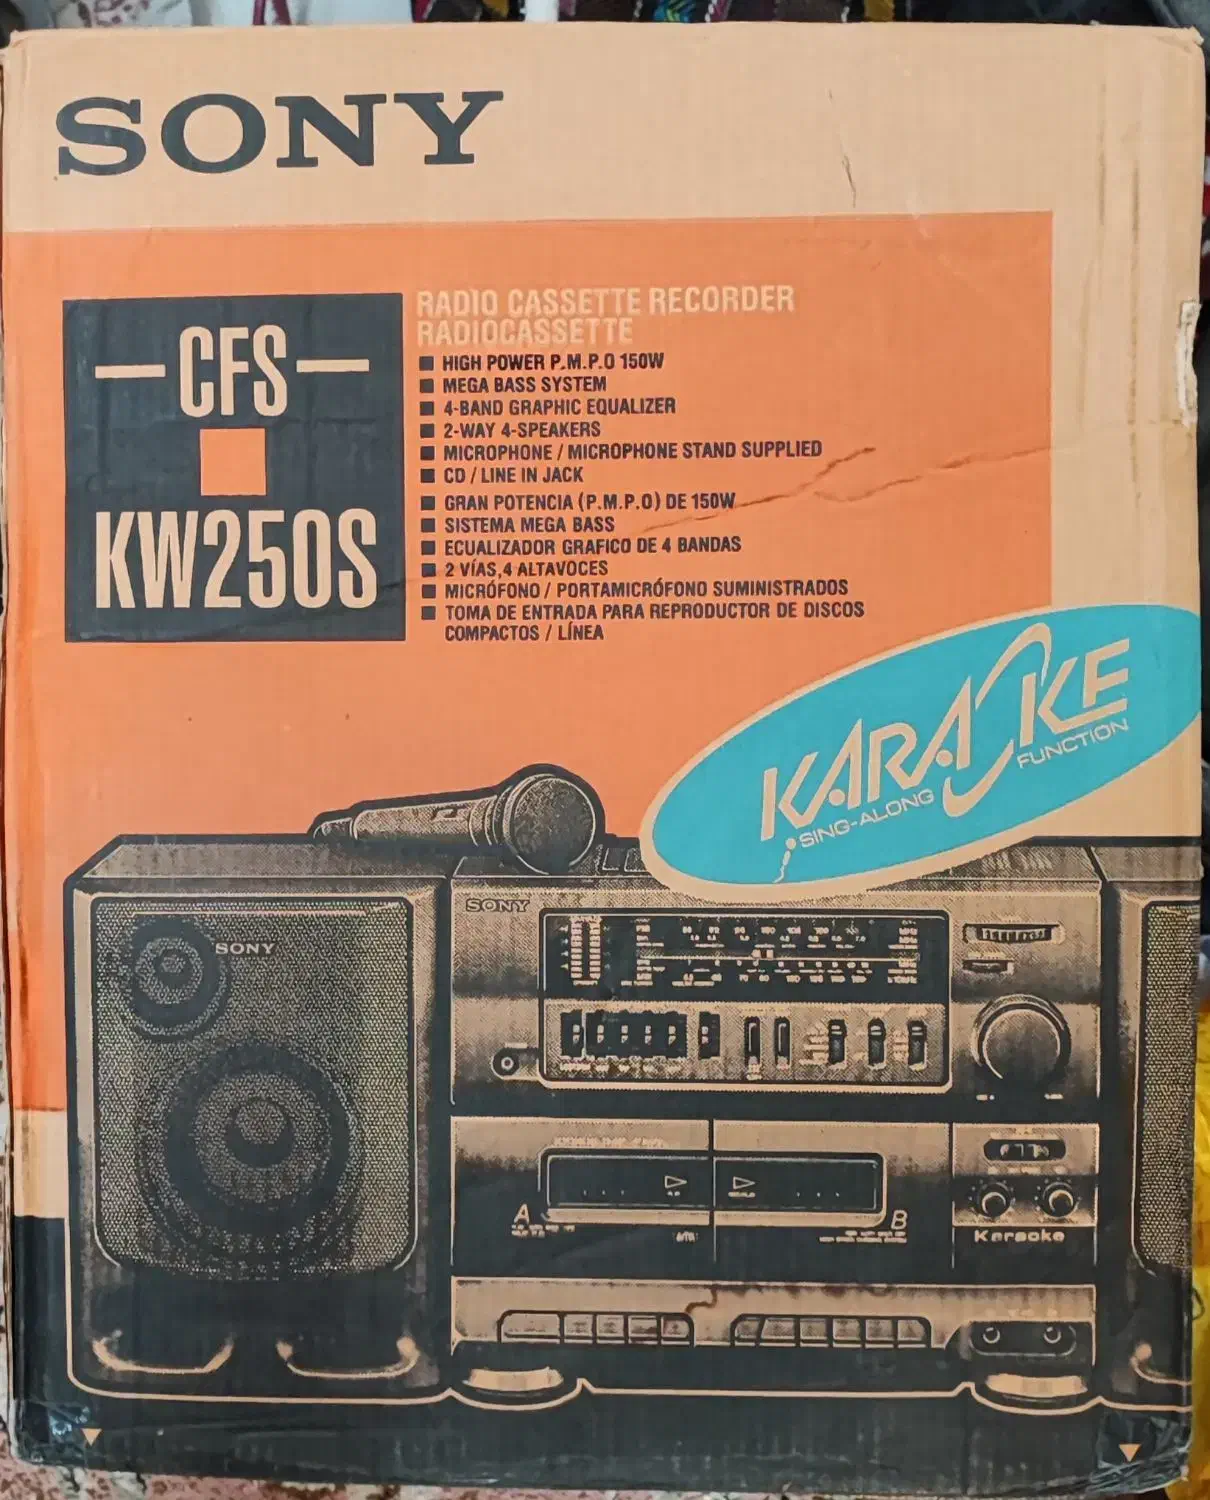 SONY
CFS
KW250S
RADIO CASSETTE RECORDER
RADIOCASSETTE
■ HIGH POWER P.M.P.O 150W
■ MEGA BASS SYSTEM
■ 4-BAND GRAPHIC EQUALIZER
■ 2-WAY 4-SPEAKERS
■ MICROPHONE / MICROPHONE STAND SUPPLIED
■ CD / LINE IN JACK
■ GRAN POTENCIA (P.M.P.O) DE 150W
■ SISTEMA MEGA BASS
■ ECUALIZADOR GRAFICO DE 4 BANDAS
■ 2 VÍAS,4 ALTAVOCES
■ MICRÓFONO / PORTAMICRÓFONO SUMINISTRADOS
■ TOMA DE ENTRADA PARA REPRODUCTOR DE DISCOS
COMPACTOS / LÍNEA
KARAOKE
SING-ALONG FUNCTION
SONY
SONY
A
B
Karaoke